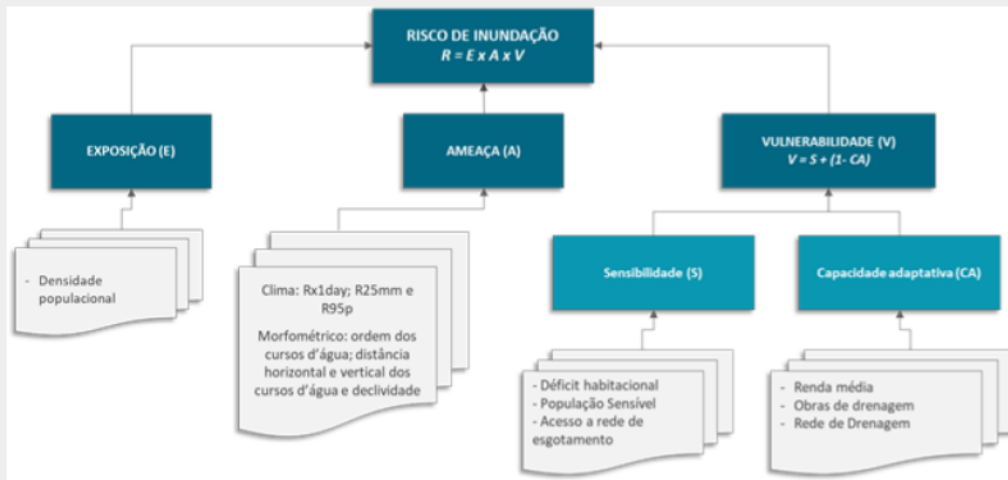 RISCO DE INUNDAÇÃO
R = E x A x V
EXPOSIÇÃO (E)
AMEAÇA (A)
VULNERABILIDADE (V)
V = S + (1- CA)
- Densidade
populacional
Clima: Rx1day; R25mm e
R95p
Morfométrico: ordem dos
cursos d'água; distância
horizontal e vertical dos
cursos d'água e declividade
Sensibilidade (S)
Capacidade adaptativa (CA)
- Déficit habitacional
- População Sensível
- Acesso a rede de
esgotamento
- Renda média
- Obras de drenagem
- Rede de Drenagem